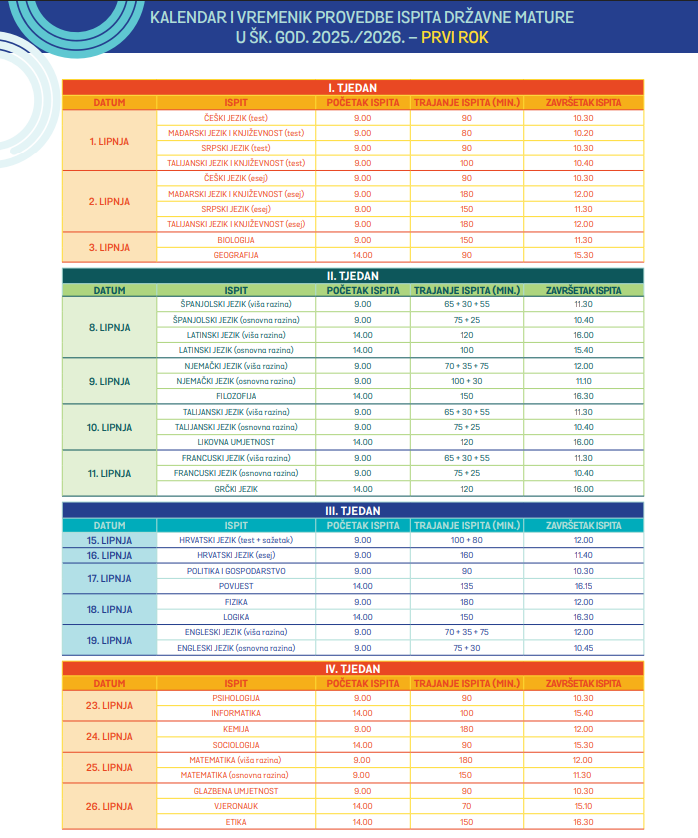 KALENDAR I VREMENIK PROVEDBE ISPITA DRŽAVNE MATURE
U ŠK. GOD. 2025./2026. – PRVI ROK
I. TJEDAN
DATUM ISPIT POČETAK ISPITA TRAJANJE ISPITA (MIN.) ZAVRŠETAK ISPITA
1. LIPNJA
ČEŠKI JEZIK (test) 9.00 90 10.30
MAĐARSKI JEZIK I KNJIŽEVNOST (test) 9.00 80 10.20
SRPSKI JEZIK (test) 9.00 90 10.30
TALIJANSKI JEZIK I KNJIŽEVNOST (test) 9.00 100 10.40
2. LIPNJA
ČEŠKI JEZIK (esej) 9.00 90 10.30
MAĐARSKI JEZIK I KNJIŽEVNOST (esej) 9.00 180 12.00
SRPSKI JEZIK (esej) 9.00 150 11.30
TALIJANSKI JEZIK I KNJIŽEVNOST (esej) 9.00 180 12.00
3. LIPNJA
BIOLOGIJA 9.00 150 11.30
GEOGRAFIJA 14.00 90 15.30
II. TJEDAN
DATUM ISPIT POČETAK ISPITA TRAJANJE ISPITA (MIN.) ZAVRŠETAK ISPITA
8. LIPNJA
ŠPANJOLSKI JEZIK (viša razina) 9.00 65 + 30 + 55 11.30
ŠPANJOLSKI JEZIK (osnovna razina) 9.00 75 + 25 10.40
LATINSKI JEZIK (viša razina) 14.00 120 16.00
LATINSKI JEZIK (osnovna razina) 14.00 100 15.40
9. LIPNJA
NJEMAČKI JEZIK (viša razina) 9.00 70 + 35 + 75 12.00
NJEMAČKI JEZIK (osnovna razina) 9.00 100 + 30 11.10
FILOZOFIJA 14.00 150 16.30
10. LIPNJA
TALIJANSKI JEZIK (viša razina) 9.00 65 + 30 + 55 11.30
TALIJANSKI JEZIK (osnovna razina) 9.00 75 + 25 10.40
LIKOVNA UMJETNOST 14.00 120 16.00
11. LIPNJA
FRANCUSKI JEZIK (viša razina) 9.00 65 + 30 + 55 11.30
FRANCUSKI JEZIK (osnovna razina) 9.00 75 + 25 10.40
GRČKI JEZIK 14.00 120 16.00
III. TJEDAN
DATUM ISPIT POČETAK ISPITA TRAJANJE ISPITA (MIN.) ZAVRŠETAK ISPITA
15. LIPNJA HRVATSKI JEZIK (test + sažetak) 9.00 100 + 80 12.00
16. LIPNJA HRVATSKI JEZIK (esej) 9.00 160 11.40
17. LIPNJA
POLITIKA I GOSPODARSTVO 9.00 90 10.30
POVIJEST 14.00 135 16.15
18. LIPNJA
FIZIKA 9.00 180 12.00
LOGIKA 14.00 150 16.30
19. LIPNJA
ENGLESKI JEZIK (viša razina) 9.00 70 + 35 + 75 12.00
ENGLESKI JEZIK (osnovna razina) 9.00 75 + 30 10.45
IV. TJEDAN
DATUM ISPIT POČETAK ISPITA TRAJANJE ISPITA (MIN.) ZAVRŠETAK ISPITA
23. LIPNJA
PSIHOLOGIJA 9.00 90 10.30
INFORMATIKA 14.00 100 15.40
24. LIPNJA
KEMIJA 9.00 180 12.00
SOCIOLOGIJA 14.00 90 15.30
25. LIPNJA
MATEMATIKA (viša razina) 9.00 180 12.00
MATEMATIKA (osnovna razina) 9.00 150 11.30
26. LIPNJA
GLAZBENA UMJETNOST 9.00 90 10.30
VJERONAUK 14.00 70 15.10
ETIKA 14.00 150 16.30